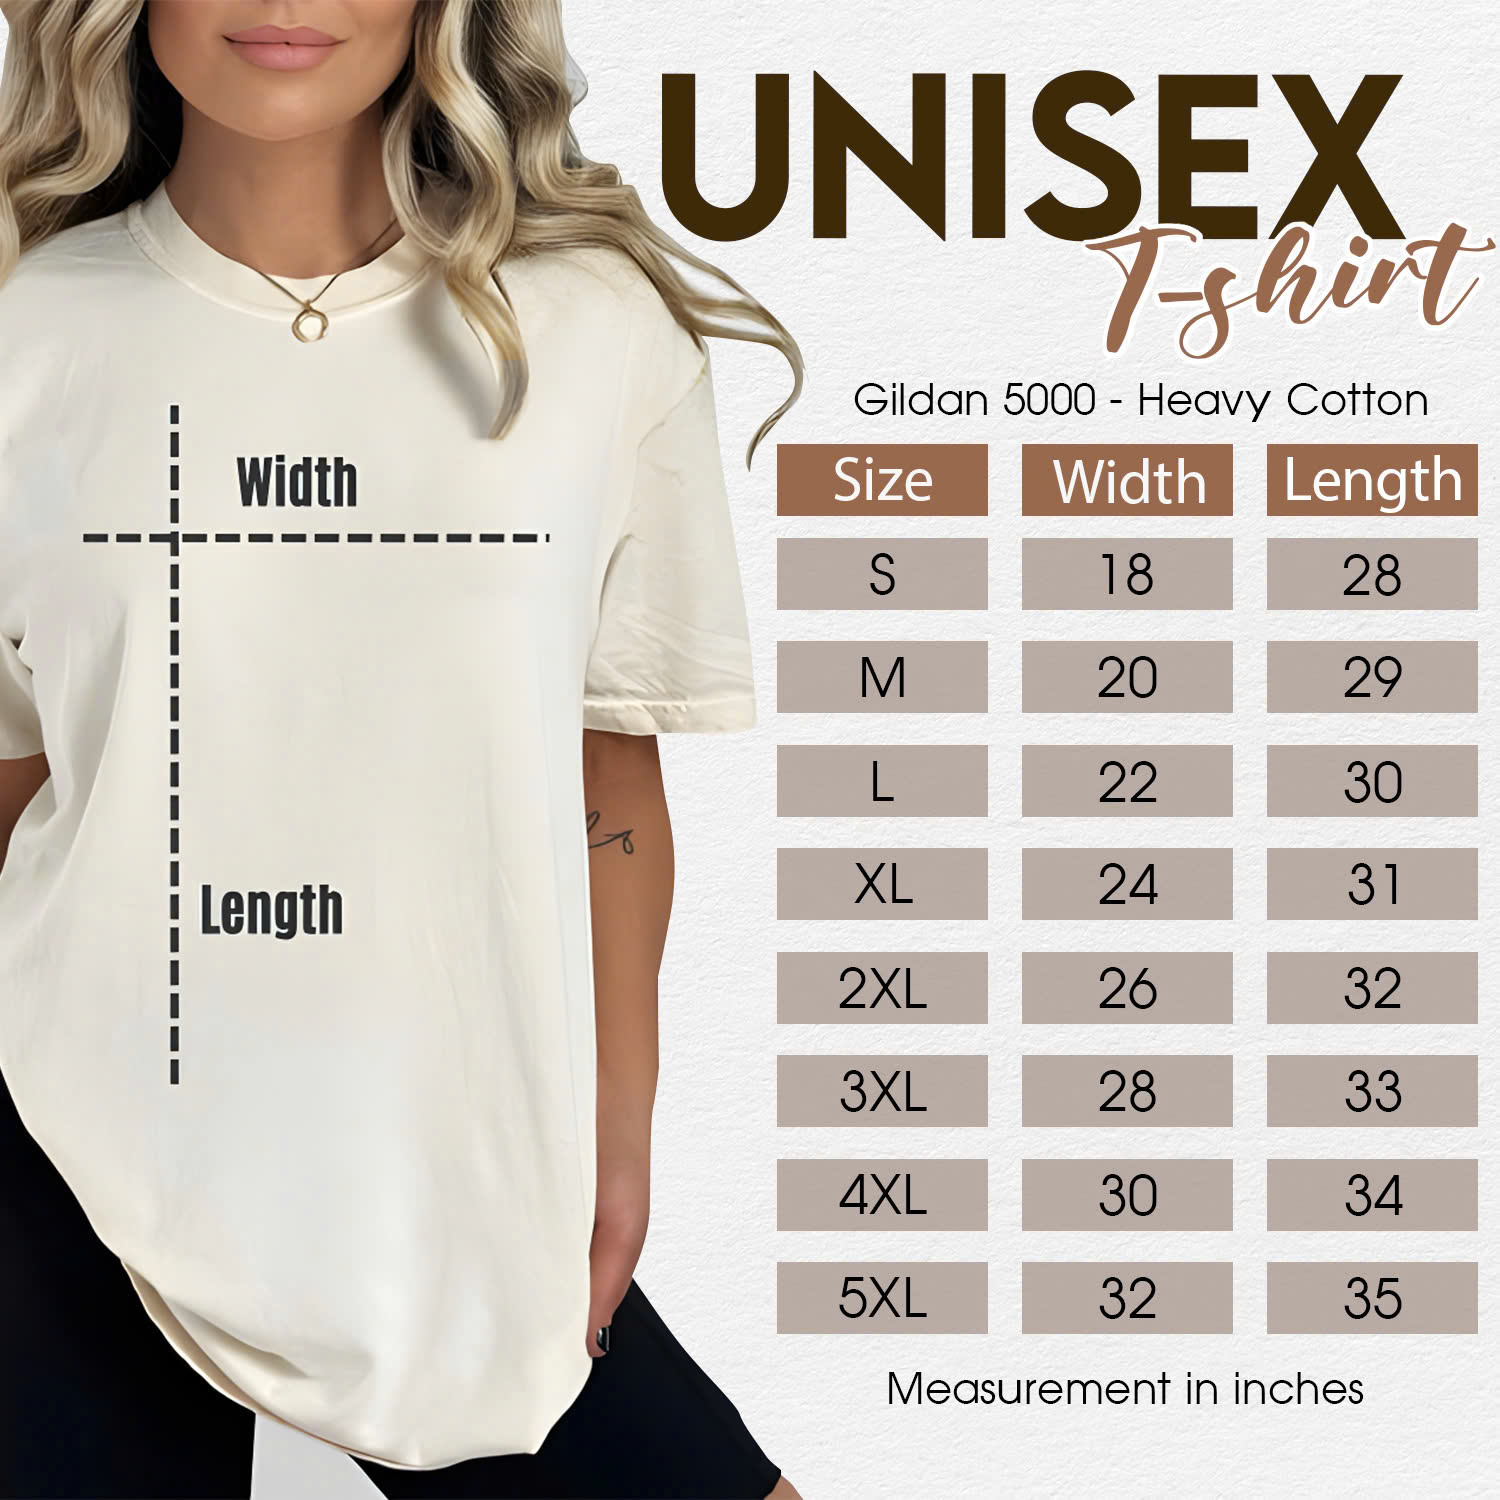 UNISEX
T-shirt
Gildan 5000 - Heavy Cotton
Size Width Length
S 18 28
M 20 29
L 22 30
XL 24 31
2XL 26 32
3XL 28 33
4XL 30 34
5XL 32 35
Measurement in inches
Width
Length